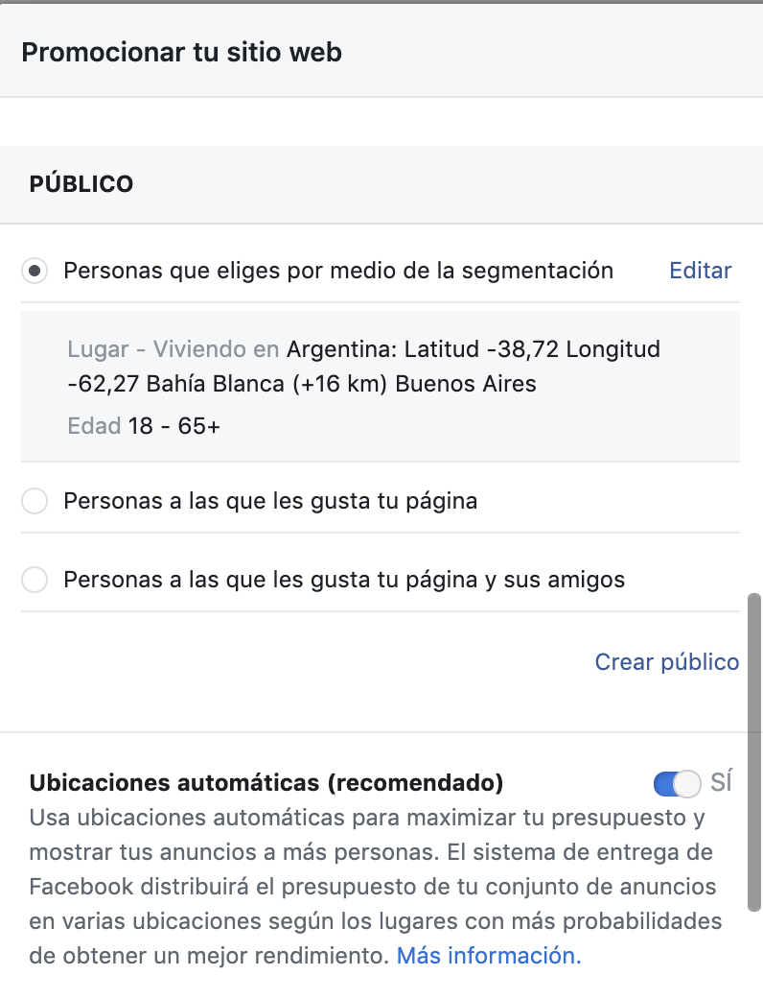 Promocionar tu sitio web
PÚBLICO
Personas que eliges por medio de la segmentación Editar
Lugar - Viviendo en Argentina: Latitud -38,72 Longitud
-62,27 Bahía Blanca (+16 km) Buenos Aires
Edad 18 - 65+
Personas a las que les gusta tu página
Personas a las que les gusta tu página y sus amigos
Crear público
Ubicaciones automáticas (recomendado) SÍ
Usa ubicaciones automáticas para maximizar tu presupuesto y
mostrar tus anuncios a más personas. El sistema de entrega de
Facebook distribuirá el presupuesto de tu conjunto de anuncios
en varias ubicaciones según los lugares con más probabilidades
de obtener un mejor rendimiento. Más información.